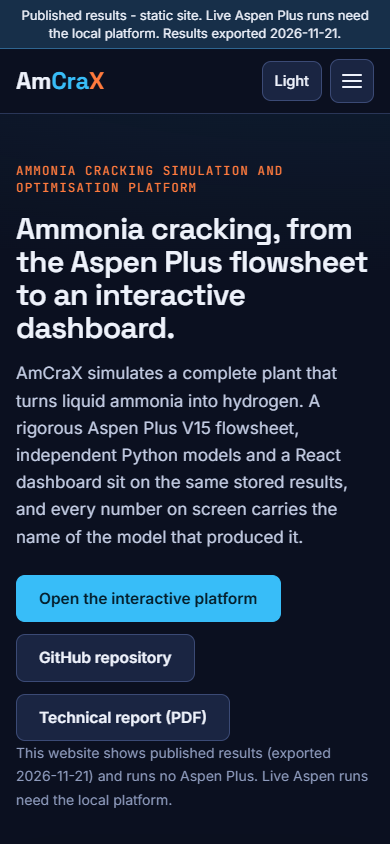 Published results - static site. Live Aspen Plus runs need
the local platform. Results exported 2026-11-21.
AmCraX
Light
AMMONIA CRACKING SIMULATION AND
OPTIMISATION PLATFORM
Ammonia cracking, from
the Aspen Plus flowsheet
to an interactive
dashboard.
AmCraX simulates a complete plant that
turns liquid ammonia into hydrogen. A
rigorous Aspen Plus V15 flowsheet,
independent Python models and a React
dashboard sit on the same stored results,
and every number on screen carries the
name of the model that produced it.
Open the interactive platform
GitHub repository
Technical report (PDF)
This website shows published results (exported
2026-11-21) and runs no Aspen Plus. Live Aspen runs
need the local platform.